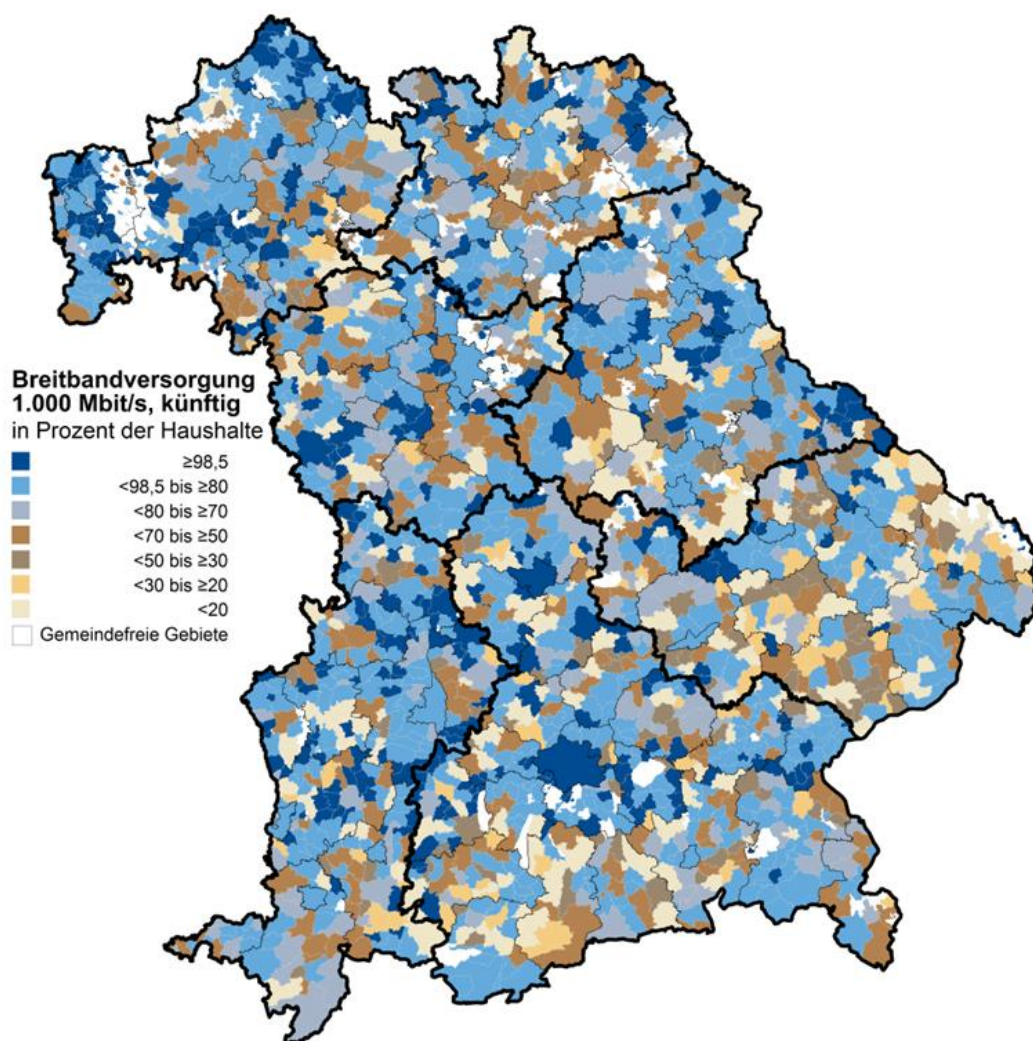 Breitbandversorgung
1.000 Mbit/s, künftig
in Prozent der Haushalte
≥98,5
<98,5 bis ≥80
<80 bis ≥70
<70 bis ≥50
<50 bis ≥30
<30 bis ≥20
<20
Gemeindefreie Gebiete